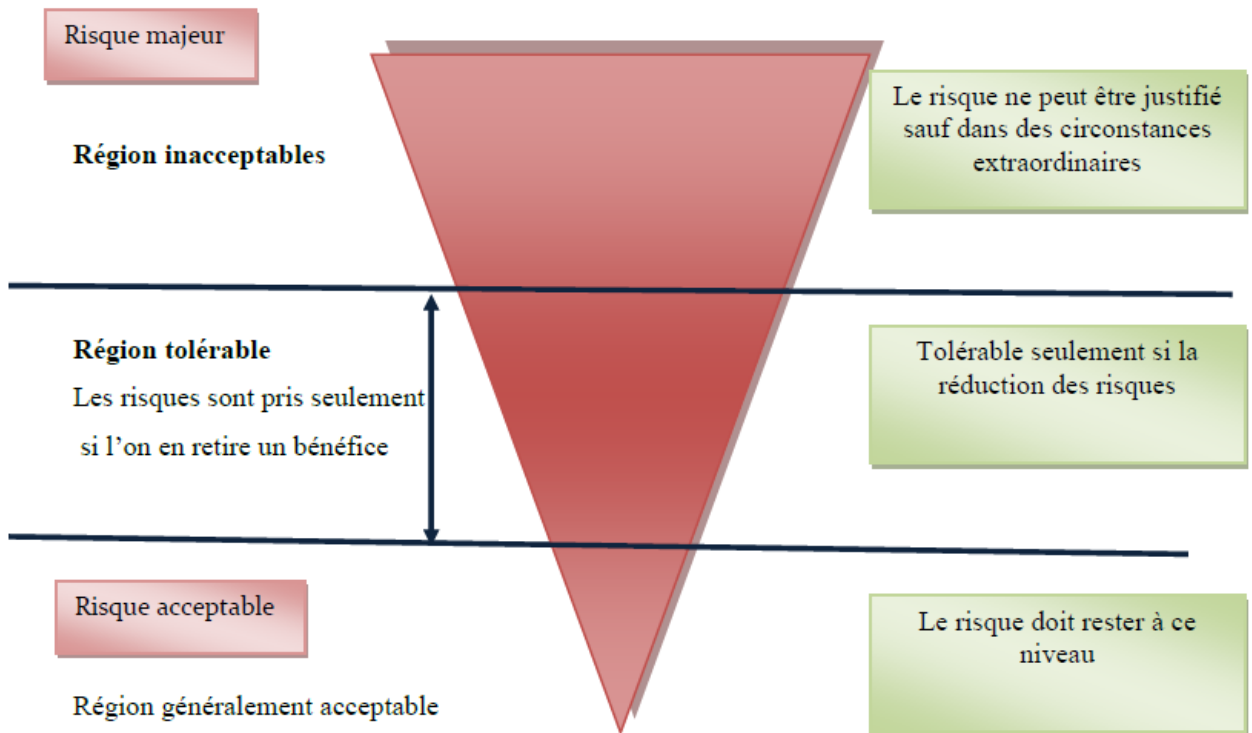 Risque majeur
Région inacceptables
Le risque ne peut être justifié
sauf dans des circonstances
extraordinaires
Région tolérable
Les risques sont pris seulement
si l’on en retire un bénéfice
Tolérable seulement si la
réduction des risques
Risque acceptable
Région généralement acceptable
Le risque doit rester à ce
niveau